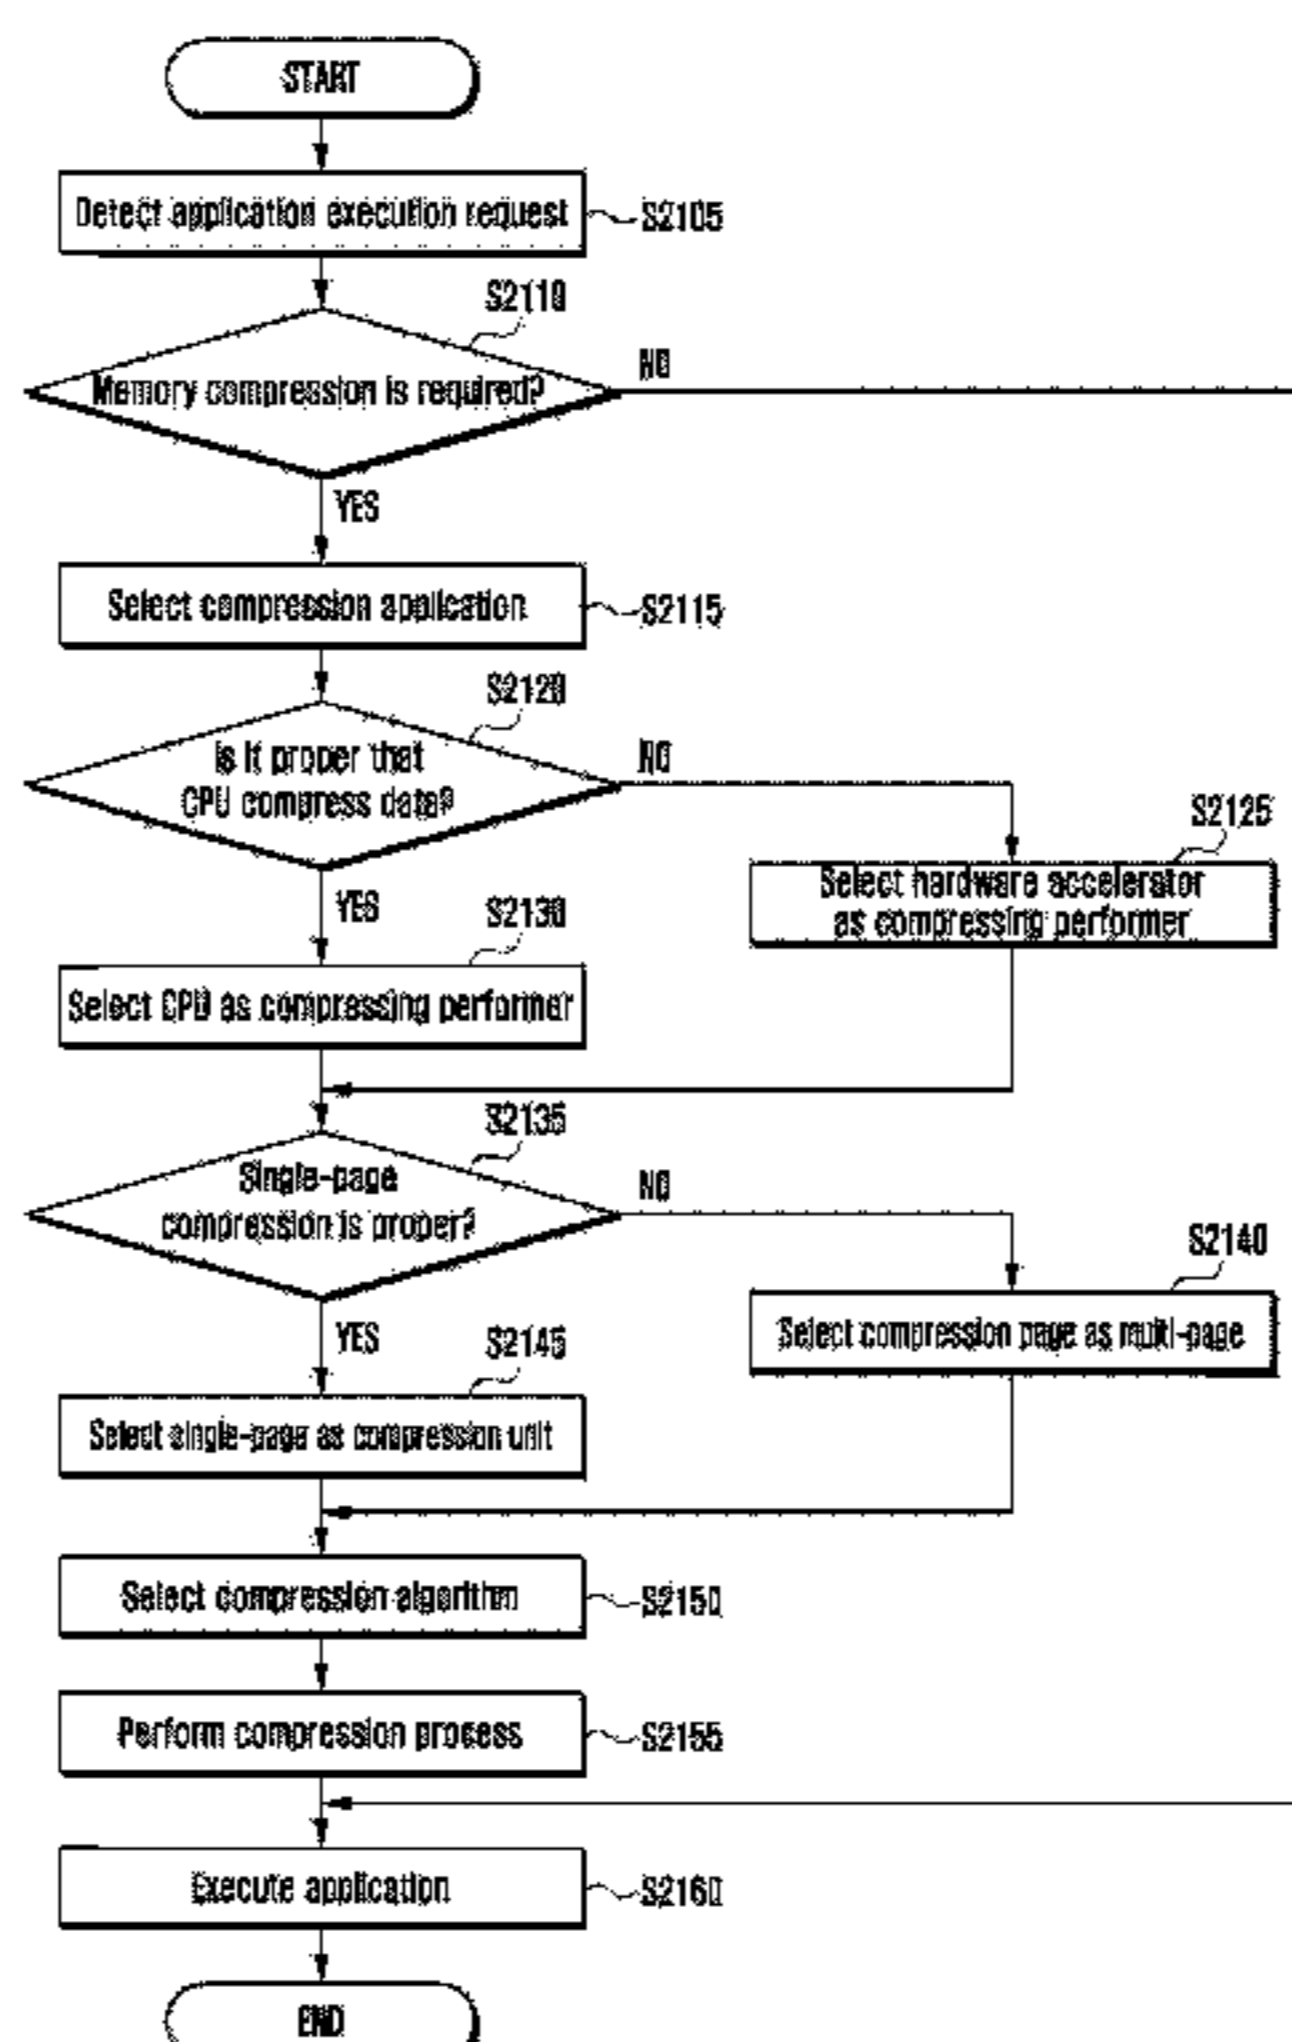 START
Detect application execution request
S2105
S2110
Memory compression is required?
NO
YES
Select compression application
S2115
S2120
Is it proper that
CPU compress data?
NO
S2125
Select hardware accelerator
as compressing performer
YES
S2130
Select CPU as compressing performer
S2135
Single-page
compression is proper?
NO
S2140
Select compression page as multi-page
YES
S2145
Select single-page as compression unit
Select compression algorithm
S2150
Perform compression process
S2155
Execute application
S2160
END